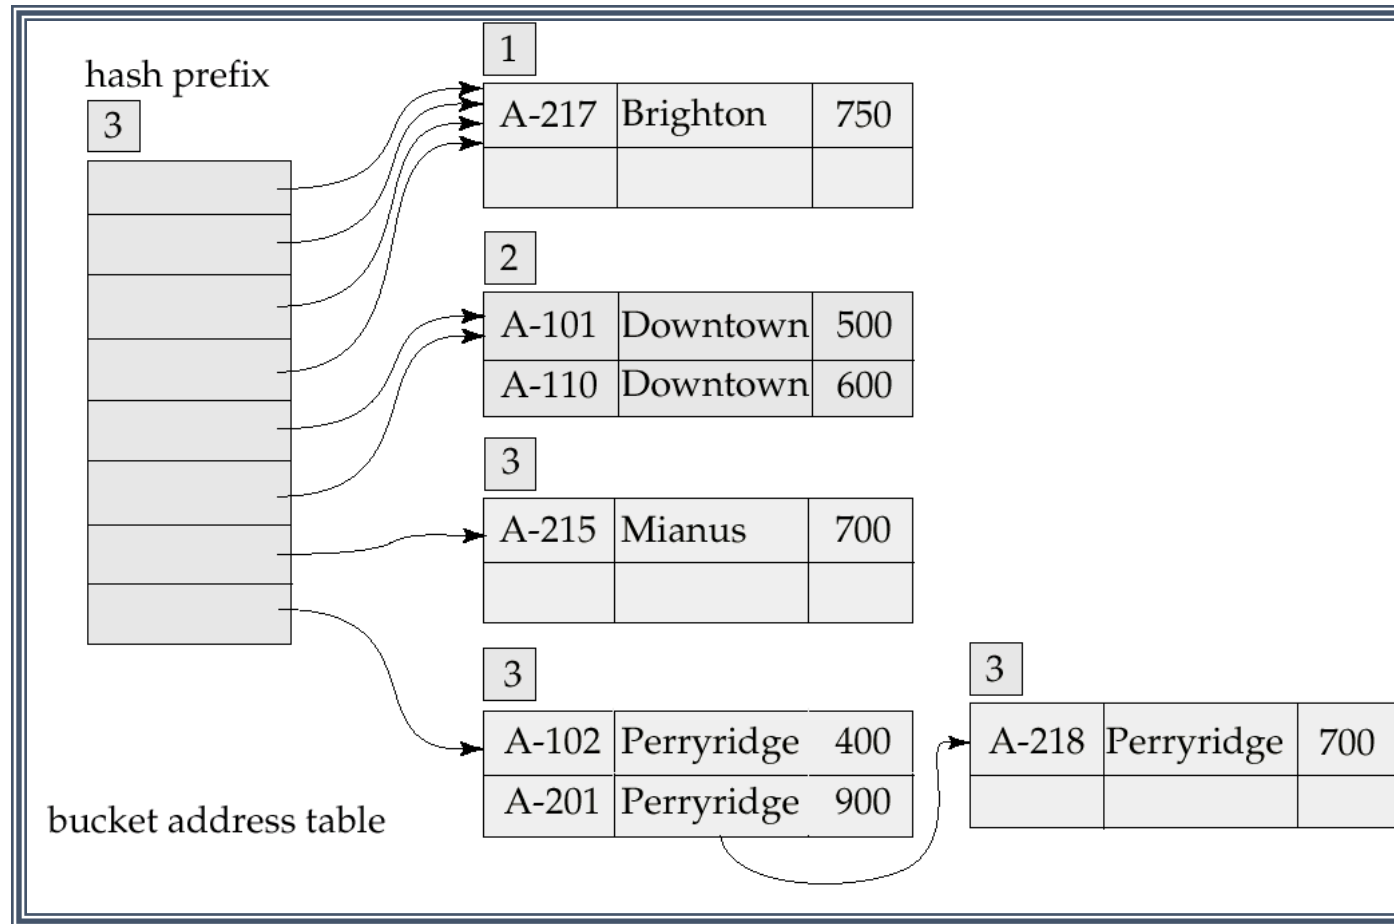 hash prefix
3
1
A-217 Brighton 750
2
A-101 Downtown 500
A-110 Downtown 600
3
A-215 Mianus 700
3
A-102 Perryridge 400
A-201 Perryridge 900
3
A-218 Perryridge 700
bucket address table